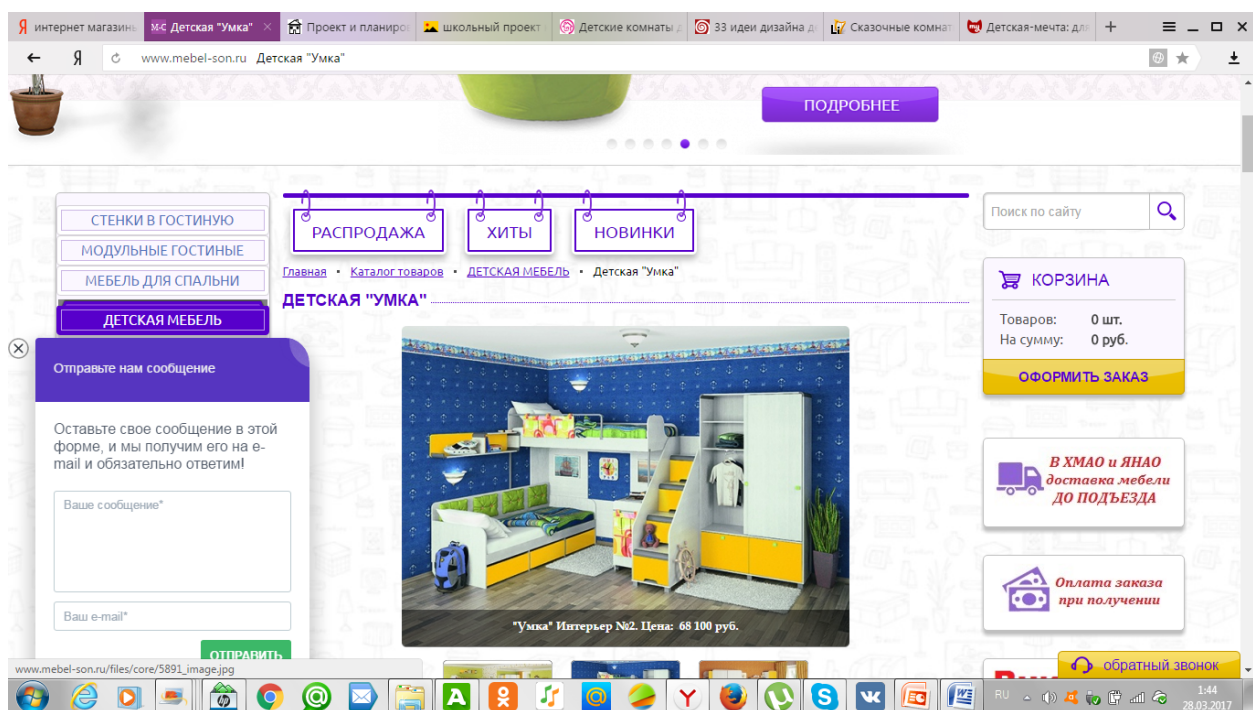 интернет магазин
М-С Детская "Умка"
Проект и планиров
школьный проект
Детские комнаты д
33 идеи дизайна д
Сказочные комнат
Детская-мечта: для
www.mebel-son.ru Детская "Умка"
ПОДРОБНЕЕ
СТЕНКИ В ГОСТИНУЮ
МОДУЛЬНЫЕ ГОСТИНЫЕ
МЕБЕЛЬ ДЛЯ СПАЛЬНИ
ДЕТСКАЯ МЕБЕЛЬ
РАСПРОДАЖА
ХИТЫ
НОВИНКИ
Главная • Каталог товаров • ДЕТСКАЯ МЕБЕЛЬ • Детская "Умка"
ДЕТСКАЯ "УМКА"
"Умка" Интерьер №2. Цена: 68 100 руб.
Отправьте нам сообщение
Оставьте свое сообщение в этой
форме, и мы получим его на e-
mail и обязательно ответим!
Ваше сообщение*
Ваш e-mail*
ОТПРАВИТЬ
Поиск по сайту
КОРЗИНА
Товаров: 0 шт.
На сумму: 0 руб.
ОФОРМИТЬ ЗАКАЗ
В ХМАО и ЯНАО
доставка мебели
ДО ПОДЪЕЗДА
Оплата заказа
при получении
обратный звонок
www.mebel-son.ru/files/core/5891_image.jpg
RU
1:44
28.03.2017